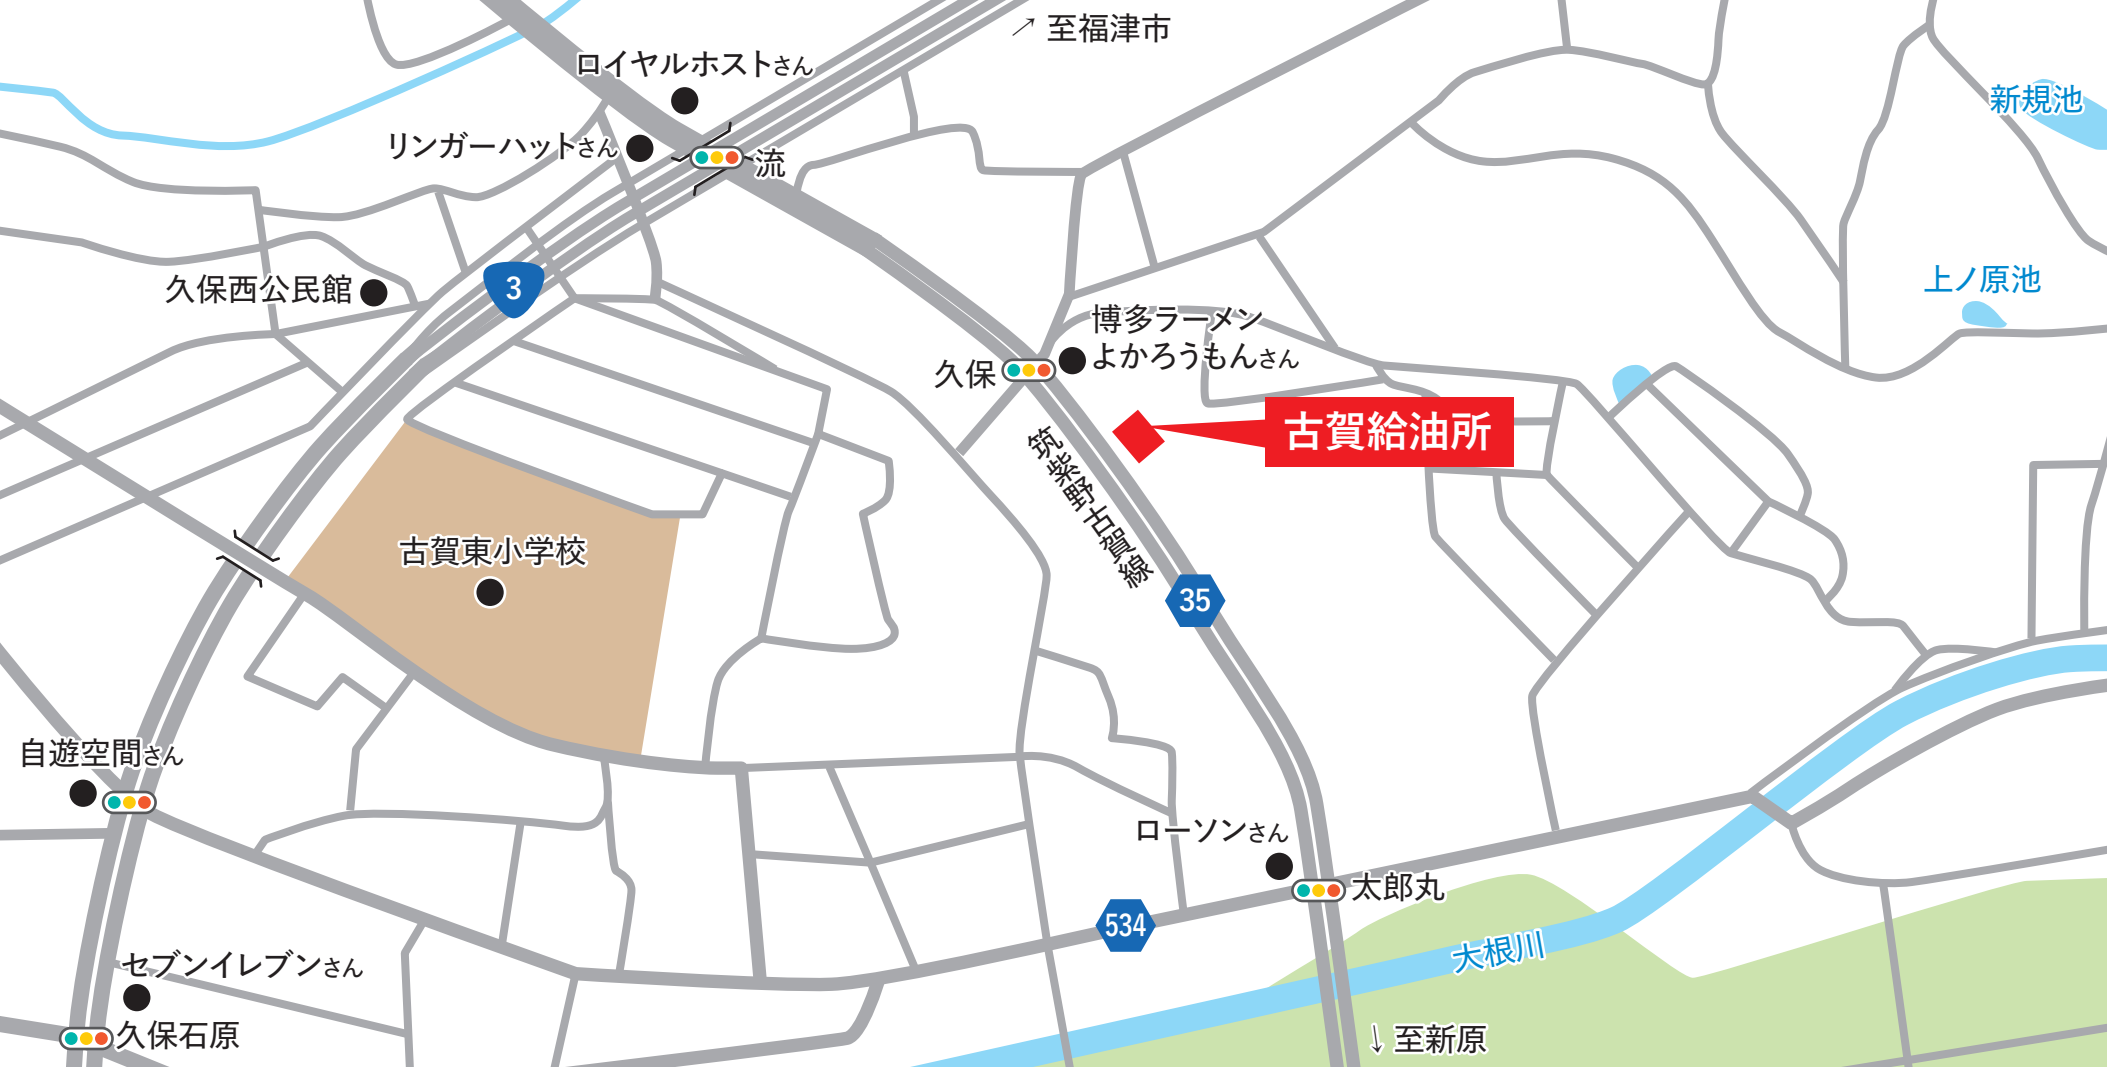 ↗ 至福津市
ロイヤルホストさん
新規池
リンガーハットさん
流
久保西公民館
3
上ノ原池
博多ラーメン
よかろうもんさん
久保
古賀給油所
筑紫野古賀線
古賀東小学校
35
自遊空間さん
ローソンさん
太郎丸
534
大根川
セブンイレブンさん
久保石原
↓ 至新原